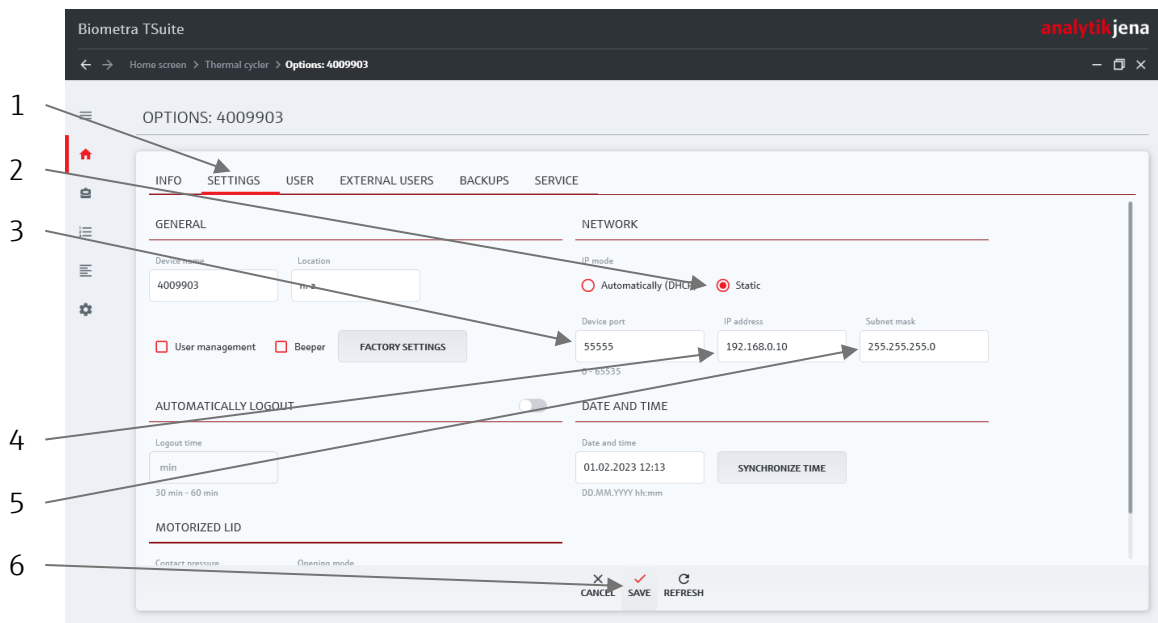 Biometra TSuite
analytikjena
Home screen > Thermal cycler > Options: 4009903
1
OPTIONS: 4009903
2
INFO SETTINGS USER EXTERNAL USERS BACKUPS SERVICE
3
GENERAL
NETWORK
Device name Location
IP mode
4009903 n. a.
Automatically (DHCP) Static
Device port IP address Subnet mask
User management Beeper FACTORY SETTINGS
55555 192.168.0.10 255.255.255.0
0 - 65535
AUTOMATICALLY LOGOUT
DATE AND TIME
4
Logout time
Date and time
min
01.02.2023 12:13 SYNCHRONIZE TIME
5
30 min - 60 min
DD.MM.YYYY hh:mm
MOTORIZED LID
6
Contact pressure Opening mode
CANCEL SAVE REFRESH